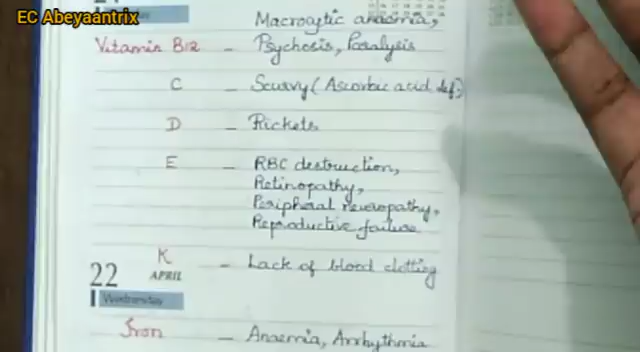 EC Abeyaantrix
Macrocytic anaemia,
Vitamin B12 – Psychosis, Paralysis
C – Scurvy (Ascorbic acid def.)
D – Rickets
E – RBC destruction,
Retinopathy,
Peripheral neuropathy,
Reproductive failure
K – Lack of blood clotting
22 APRIL
Wednesday
Iron – Anaemia, Arrhythmia